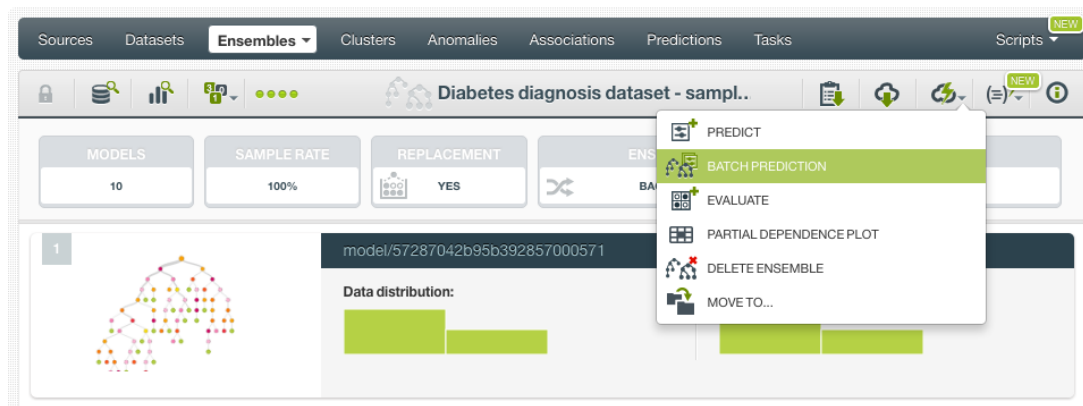 NEW
Sources Datasets Ensembles Clusters Anomalies Associations Predictions Tasks Scripts
NEW
Diabetes diagnosis dataset - sampl..
PREDICT
BATCH PREDICTION
EVALUATE
PARTIAL DEPENDENCE PLOT
DELETE ENSEMBLE
MOVE TO...
MODELS SAMPLE RATE REPLACEMENT ENS
10 100% YES BA
1
model/57287042b95b392857000571
Data distribution: